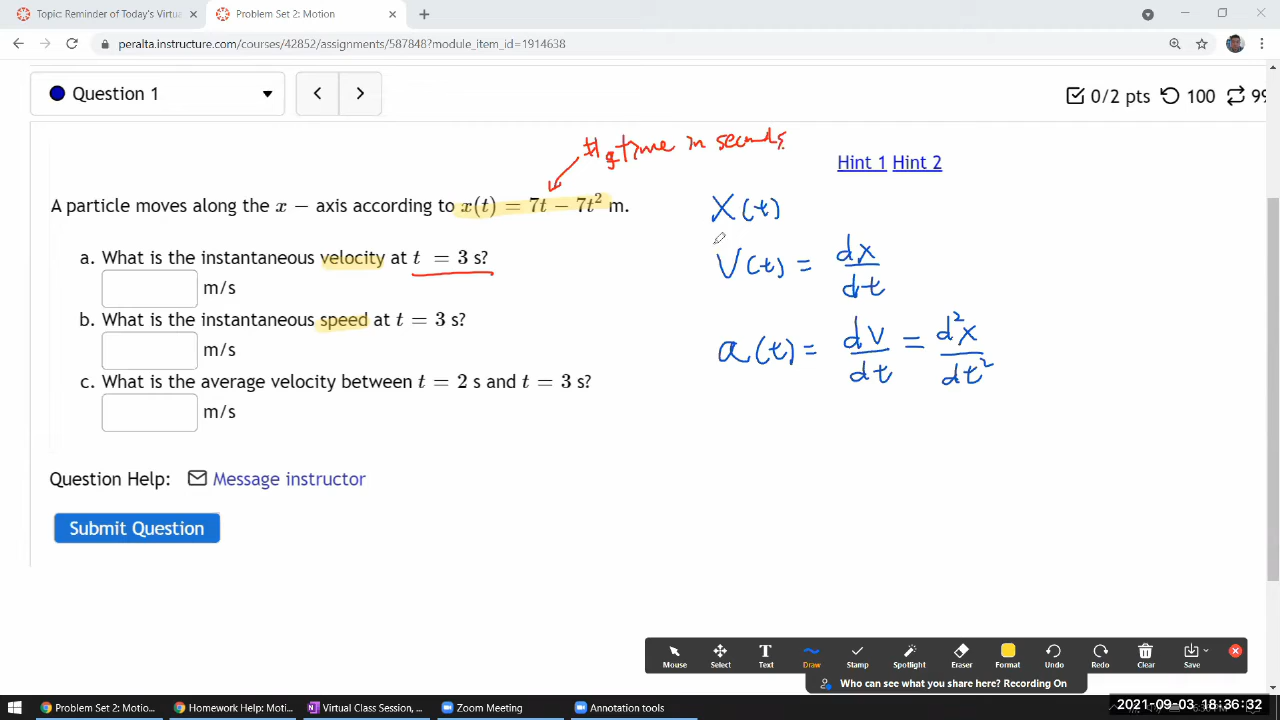 Topic: Reminder of Today's Virtua
Problem Set 2: Motion
peralta.instructure.com/courses/42852/assignments/587848?module_item_id=1914638
Question 1
0/2 pts 100 99
# of time in seconds.
Hint 1 Hint 2
A particle moves along the x − axis according to x(t) = 7t − 7t² m.
X(t)
a. What is the instantaneous velocity at t = 3 s?
V(t) = dx/dt
m/s
b. What is the instantaneous speed at t = 3 s?
a(t) = dv/dt = d²x/dt²
m/s
c. What is the average velocity between t = 2 s and t = 3 s?
m/s
Question Help: Message instructor
Submit Question
Mouse Select Text Draw Stamp Spotlight Eraser Format Undo Redo Clear Save
Who can see what you share here? Recording On
Problem Set 2: Motio...
Homework Help: Moti...
Virtual Class Session, ...
Zoom Meeting
Annotation tools
2021-09-03 18:36:32